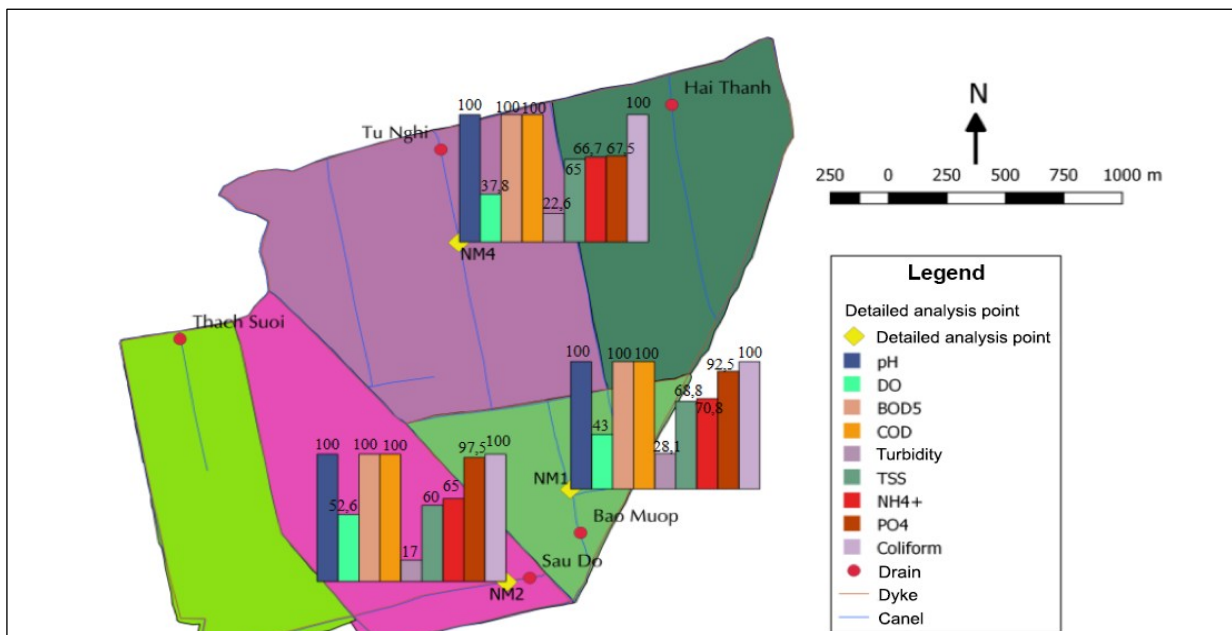 Hai Thanh
100
100 100
100
Tu Nghi
37,8
22,6
65
66,7
67,5
NM4
N
250 0 250 500 750 1000 m
Thach Suoi
100
100 100
100
43
28,1
68,8
70,8
92,5
NM1
Bao Muop
100
100 100
100
52,6
17
60
65
97,5
Sau Do
NM2
Legend
Detailed analysis point
Detailed analysis point
pH
DO
BOD5
COD
Turbidity
TSS
NH4+
PO4
Coliform
Drain
Dyke
Canel